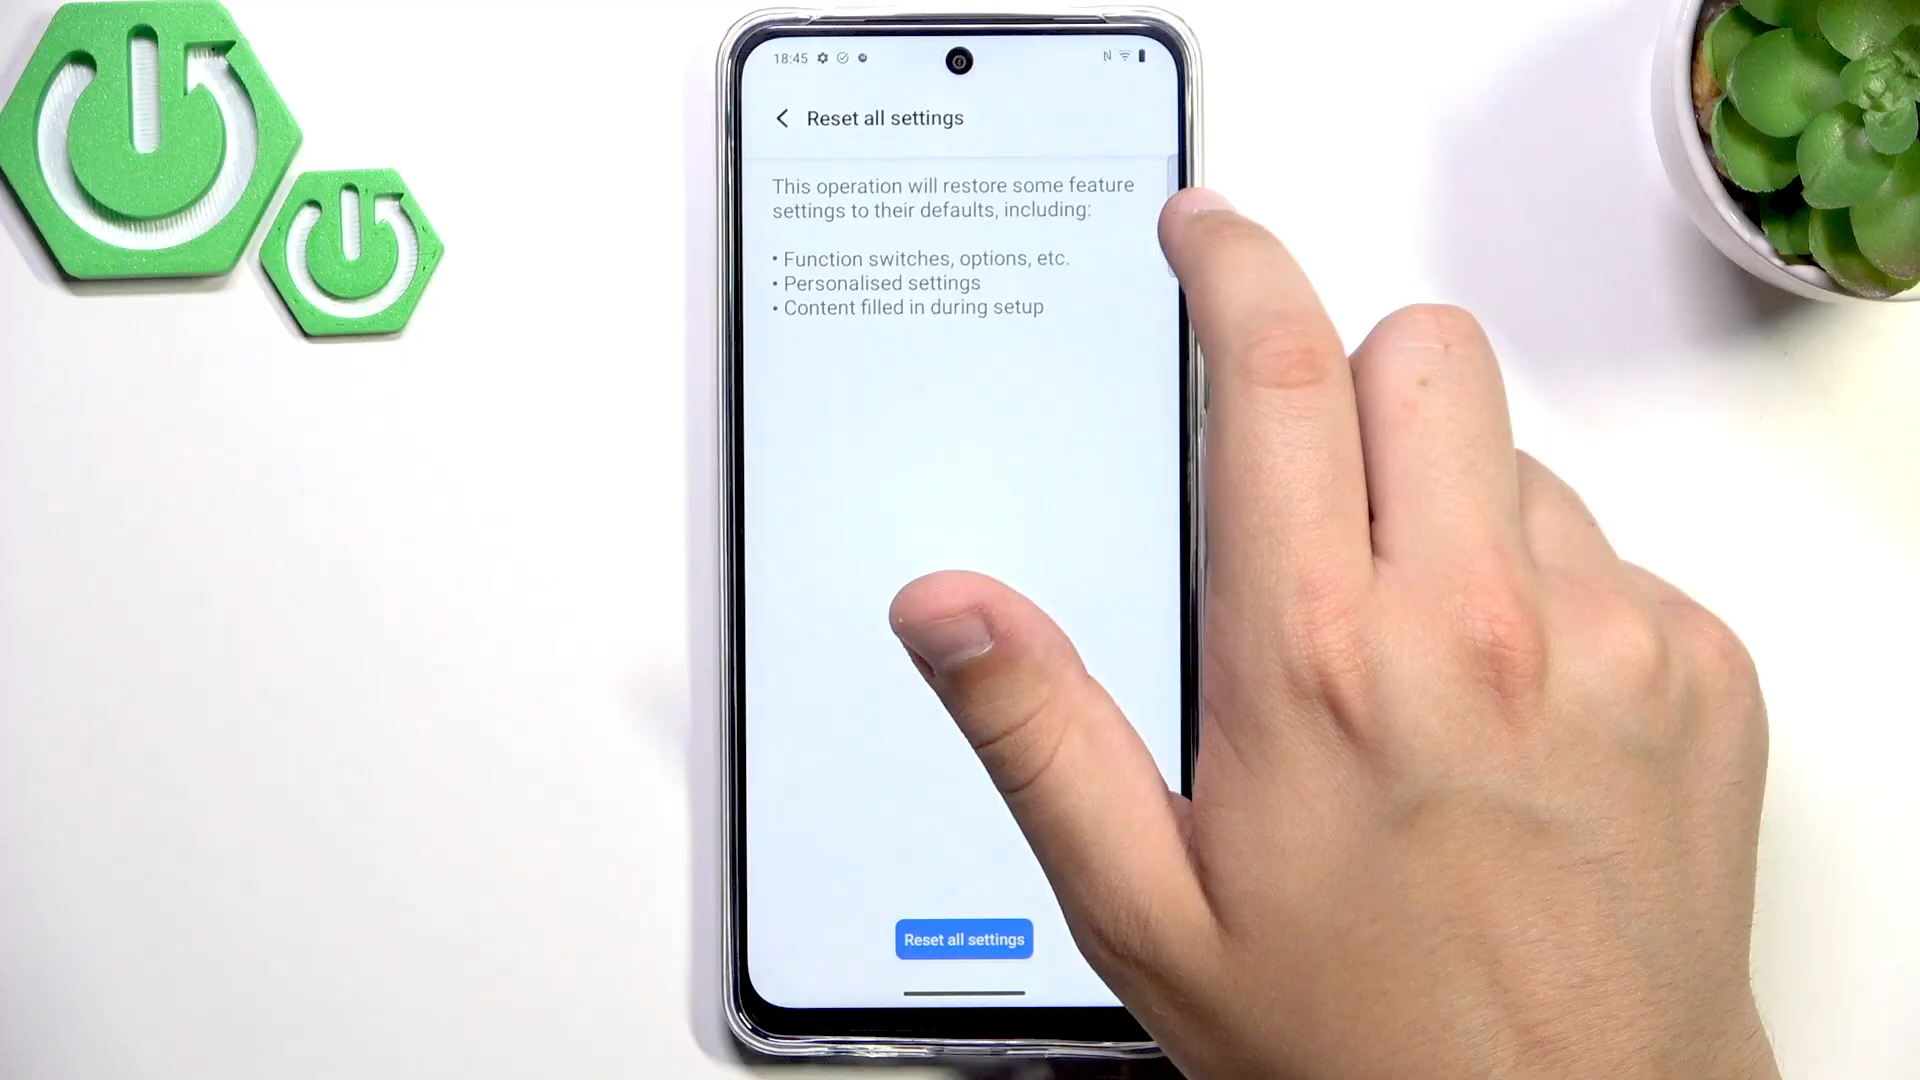 18:45
Reset all settings
This operation will restore some feature
settings to their defaults, including:
• Function switches, options, etc.
• Personalised settings
• Content filled in during setup
Reset all settings